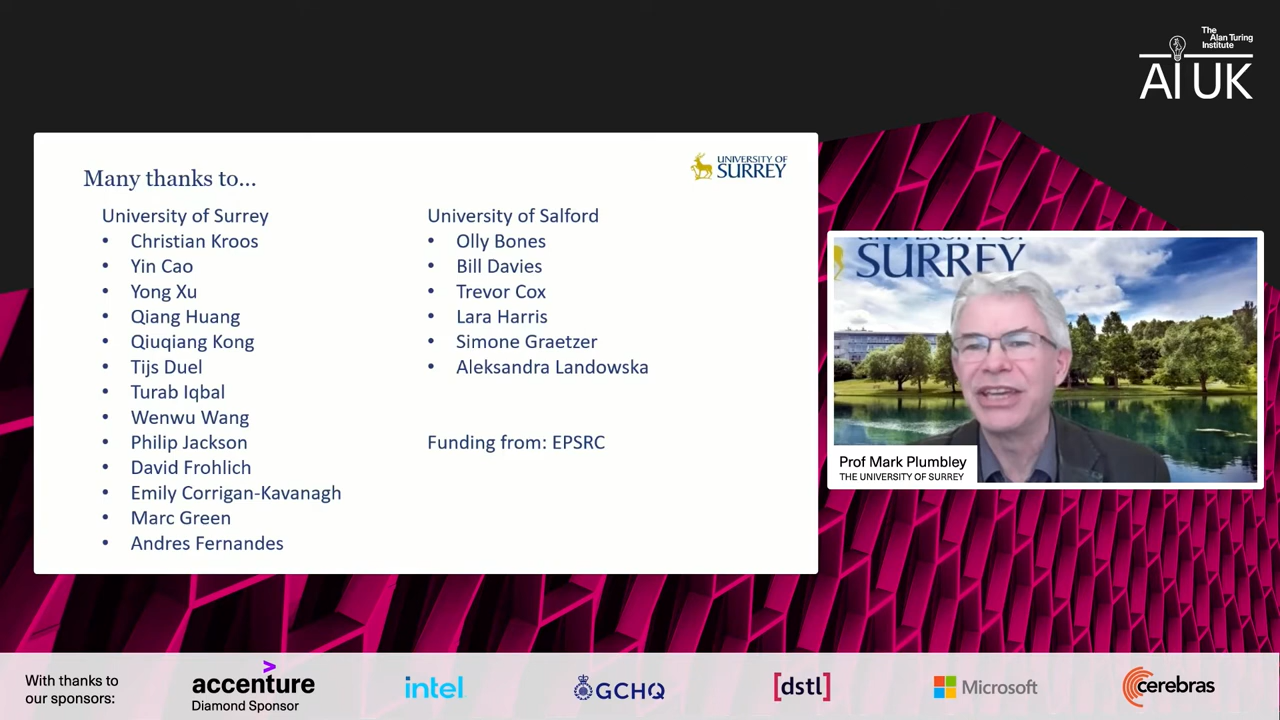 The
Alan Turing
Institute
AI UK
UNIVERSITY OF
SURREY
Many thanks to...
University of Surrey
• Christian Kroos
• Yin Cao
• Yong Xu
• Qiang Huang
• Qiuqiang Kong
• Tijs Duel
• Turab Iqbal
• Wenwu Wang
• Philip Jackson
• David Frohlich
• Emily Corrigan-Kavanagh
• Marc Green
• Andres Fernandes
University of Salford
• Olly Bones
• Bill Davies
• Trevor Cox
• Lara Harris
• Simone Graetzer
• Aleksandra Landowska
Funding from: EPSRC
UNIVERSITY OF
SURREY
Prof Mark Plumbley
THE UNIVERSITY OF SURREY
With thanks to
our sponsors:
accenture
Diamond Sponsor
intel
GCHQ
[dstl]
Microsoft
cerebras